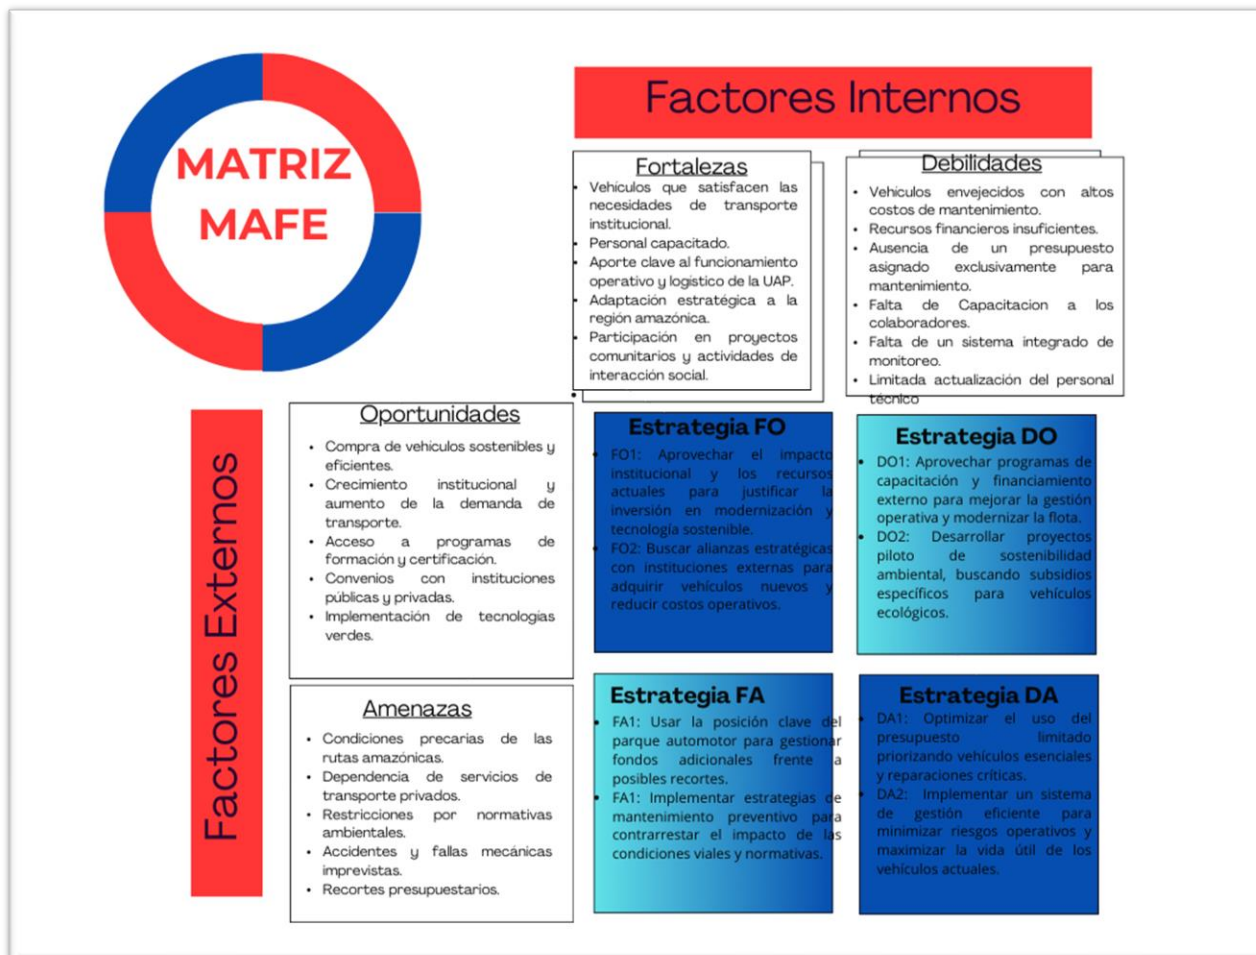 MATRIZ
MAFE
Factores Internos
Fortalezas
• Vehículos que satisfacen las
necesidades de transporte
institucional.
• Personal capacitado.
• Aporte clave al funcionamiento
operativo y logístico de la UAP.
• Adaptación estratégica a la
región amazónica.
• Participación en proyectos
comunitarios y actividades de
interacción social.
•
Debilidades
• Vehículos envejecidos con altos
costos de mantenimiento.
• Recursos financieros insuficientes.
• Ausencia de un presupuesto
asignado exclusivamente para
mantenimiento.
• Falta de Capacitacion a los
colaboradores.
• Falta de un sistema integrado de
monitoreo.
• Limitada actualización del personal
técnico
Factores Externos
Oportunidades
• Compra de vehículos sostenibles y
eficientes.
• Crecimiento institucional y
aumento de la demanda de
transporte.
• Acceso a programas de
formación y certificación.
• Convenios con instituciones
públicas y privadas.
• Implementación de tecnologías
verdes.
Estrategia FO
• FO1: Aprovechar el impacto
institucional y los recursos
actuales para justificar la
inversión en modernización y
tecnología sostenible.
• FO2: Buscar alianzas estratégicas
con instituciones externas para
adquirir vehículos nuevos y
reducir costos operativos.
Estrategia DO
• DO1: Aprovechar programas de
capacitación y financiamiento
externo para mejorar la gestión
operativa y modernizar la flota.
• DO2: Desarrollar proyectos
piloto de sostenibilidad
ambiental, buscando subsidios
específicos para vehículos
ecológicos.
Amenazas
• Condiciones precarias de las
rutas amazónicas.
• Dependencia de servicios de
transporte privados.
• Restricciones por normativas
ambientales.
• Accidentes y fallas mecánicas
imprevistas.
• Recortes presupuestarios.
Estrategia FA
• FA1: Usar la posición clave del
parque automotor para gestionar
fondos adicionales frente a
posibles recortes.
• FA1: Implementar estrategias de
mantenimiento preventivo para
contrarrestar el impacto de las
condiciones viales y normativas.
Estrategia DA
• DA1: Optimizar el uso del
presupuesto limitado
priorizando vehículos esenciales
y reparaciones críticas.
• DA2: Implementar un sistema
de gestión eficiente para
minimizar riesgos operativos y
maximizar la vida útil de los
vehículos actuales.